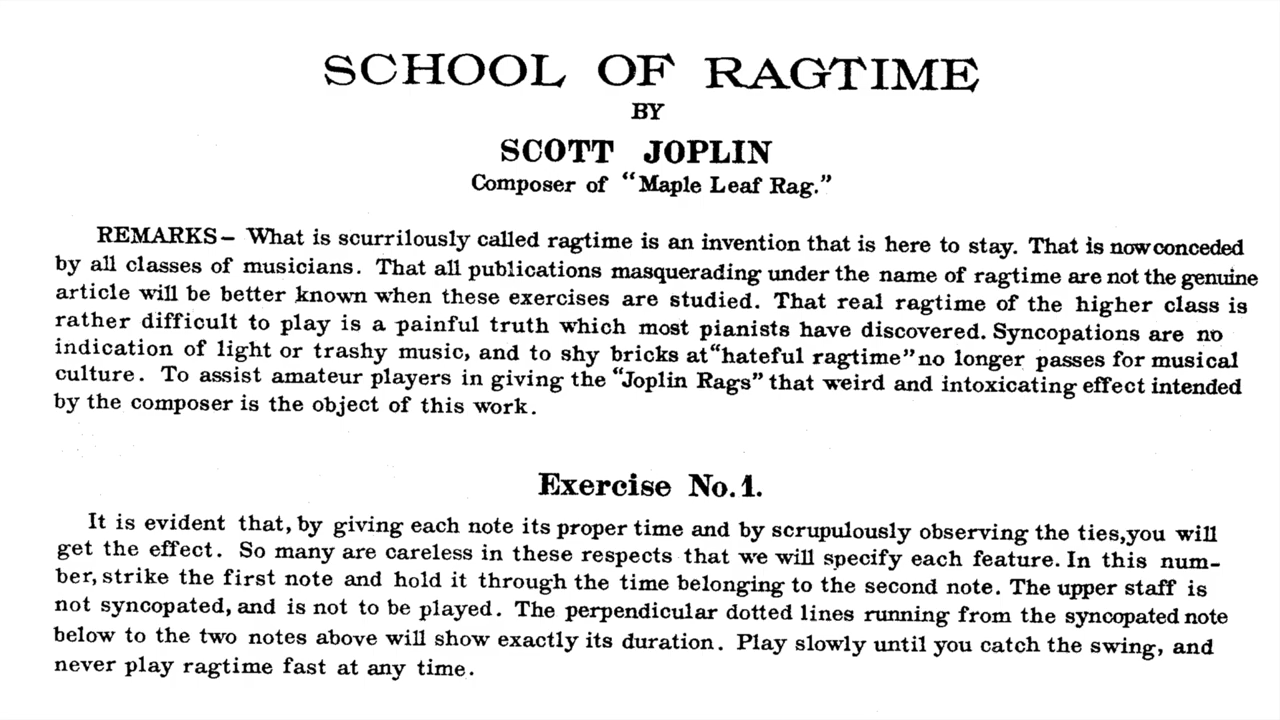 SCHOOL OF RAGTIME
BY
SCOTT JOPLIN
Composer of “Maple Leaf Rag.”
REMARKS– What is scurrilously called ragtime is an invention that is here to stay. That is now conceded
by all classes of musicians. That all publications masquerading under the name of ragtime are not the genuine
article will be better known when these exercises are studied. That real ragtime of the higher class is
rather difficult to play is a painful truth which most pianists have discovered. Syncopations are no
indication of light or trashy music, and to shy bricks at “hateful ragtime” no longer passes for musical
culture. To assist amateur players in giving the “Joplin Rags” that weird and intoxicating effect intended
by the composer is the object of this work.
Exercise No. 1.
It is evident that, by giving each note its proper time and by scrupulously observing the ties, you will
get the effect. So many are careless in these respects that we will specify each feature. In this num-
ber, strike the first note and hold it through the time belonging to the second note. The upper staff is
not syncopated, and is not to be played. The perpendicular dotted lines running from the syncopated note
below to the two notes above will show exactly its duration. Play slowly until you catch the swing, and
never play ragtime fast at any time.